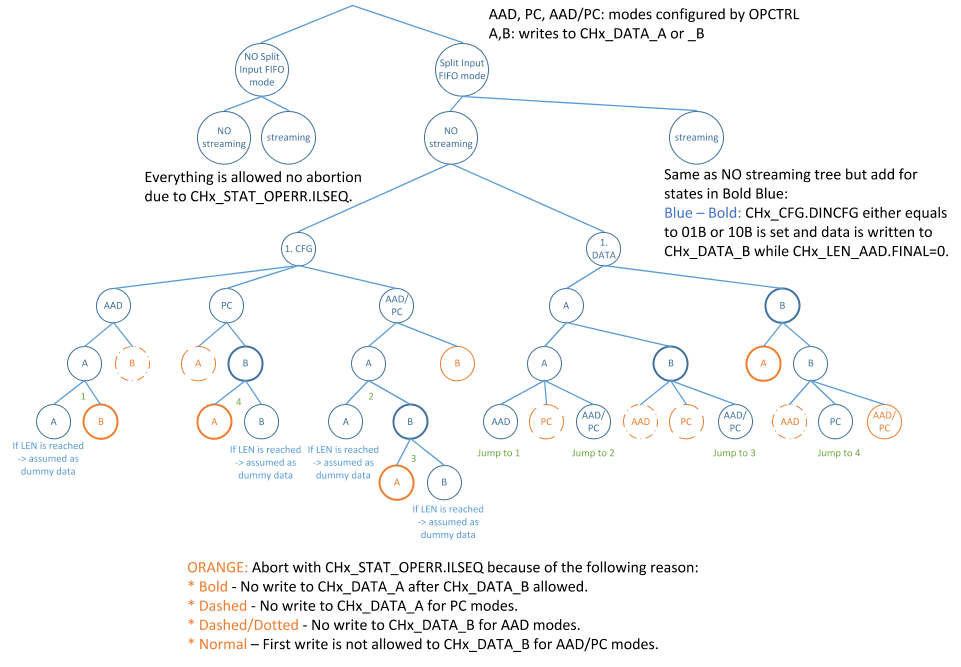 AAD, PC, AAD/PC: modes configured by OPCTRL
A,B: writes to CHx_DATA_A or _B
NO Split
Input FIFO
mode
Split Input
FIFO mode
NO
streaming
streaming
NO
streaming
streaming
Everything is allowed no abortion
due to CHx_STAT_OPERR.ILSEQ.
Same as NO streaming tree but add for
states in Bold Blue:
Blue – Bold: CHx_CFG.DINCFG either equals
to 01B or 10B is set and data is written to
CHx_DATA_B while CHx_LEN_AAD.FINAL=0.
1. CFG
1.
DATA
AAD
PC
AAD/
PC
A
B
A
B
A
B
A
B
A
B
A
B
1
4
2
A
B
A
B
A
B
AAD
PC
AAD/
PC
AAD
PC
AAD/
PC
AAD
PC
AAD/
PC
If LEN is reached
-> assumed as
dummy data
If LEN is reached
-> assumed as
dummy data
If LEN is reached
-> assumed as
dummy data
Jump to 1
Jump to 2
Jump to 3
Jump to 4
3
A
B
If LEN is reached
-> assumed as
dummy data
ORANGE: Abort with CHx_STAT_OPERR.ILSEQ because of the following reason:
* Bold - No write to CHx_DATA_A after CHx_DATA_B allowed.
* Dashed - No write to CHx_DATA_A for PC modes.
* Dashed/Dotted - No write to CHx_DATA_B for AAD modes.
* Normal – First write is not allowed to CHx_DATA_B for AAD/PC modes.